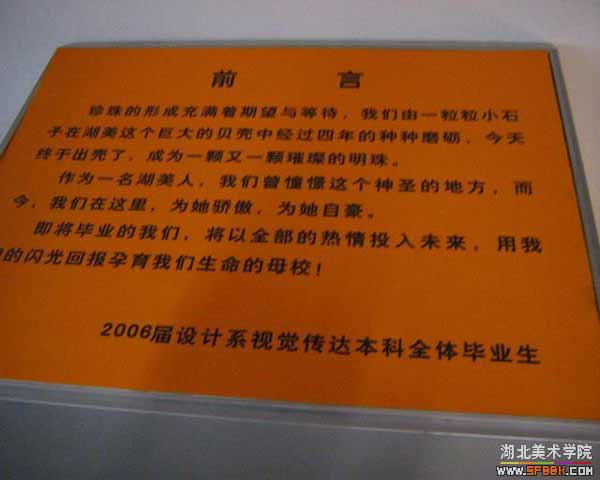 前 言
珍珠的形成充满着期望与等待，我们由一粒粒小石
子在湖美这个巨大的贝壳中经过四年的种种磨砺，今天
终于出壳了，成为一颗又一颗璀璨的明珠。
作为一名湖美人，我们曾憧憬这个神圣的地方，而
今，我们在这里，为她骄傲，为她自豪。
即将毕业的我们，将以全部的热情投入未来，用我
的闪光回报孕育我们生命的母校！
2006届设计系视觉传达本科全体毕业生
湖北美术学院
www.SFBBK.com